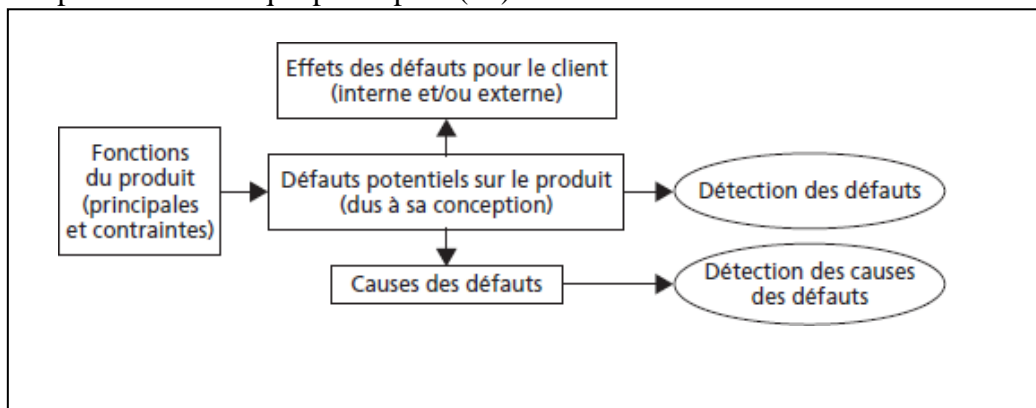 Effets des défauts pour le client
(interne et/ou externe)
Fonctions
du produit
(principales
et contraintes)
Défauts potentiels sur le produit
(dus à sa conception)
Détection des défauts
Causes des défauts
Détection des causes
des défauts